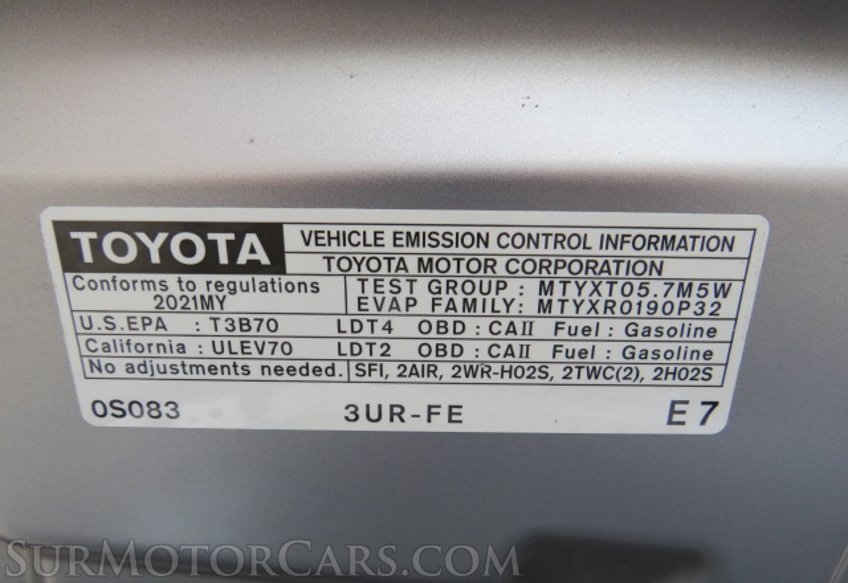 TOYOTA
VEHICLE EMISSION CONTROL INFORMATION
TOYOTA MOTOR CORPORATION
Conforms to regulations
2021MY
TEST GROUP : MTYXT05.7M5W
EVAP FAMILY: MTYXR0190P32
U.S.EPA : T3B70 LDT4 OBD : CAII Fuel : Gasoline
California : ULEV70 LDT2 OBD : CAII Fuel : Gasoline
No adjustments needed. SFI, 2AIR, 2WR-HO2S, 2TWC(2), 2HO2S
0S083 3UR-FE E7
SurMotorCars.com